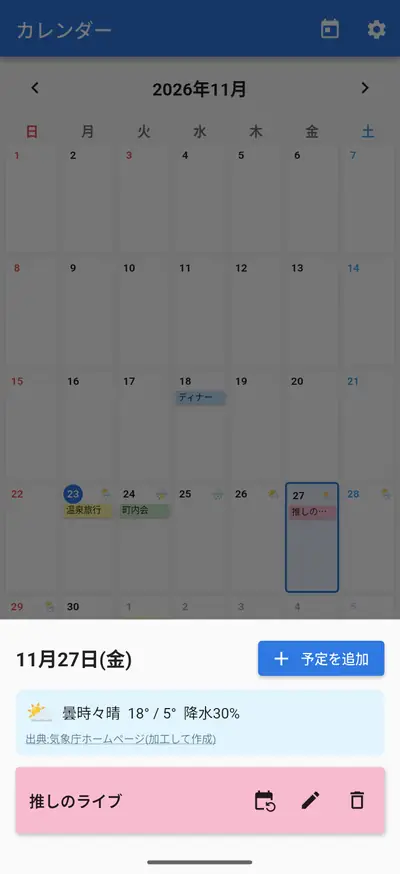 カレンダー
2026年11月
日 月 火 水 木 金 土
1 2 3 4 5 6 7
8 9 10 11 12 13 14
15 16 17 18 19 20 21
ディナー
22 23 24 25 26 27 28
温泉旅行 町内会 推しの…
29 30 1 2 3 4 5
11月27日(金)
予定を追加
曇時々晴 18° / 5° 降水30%
出典:気象庁ホームページ(加工して作成)
推しのライブ